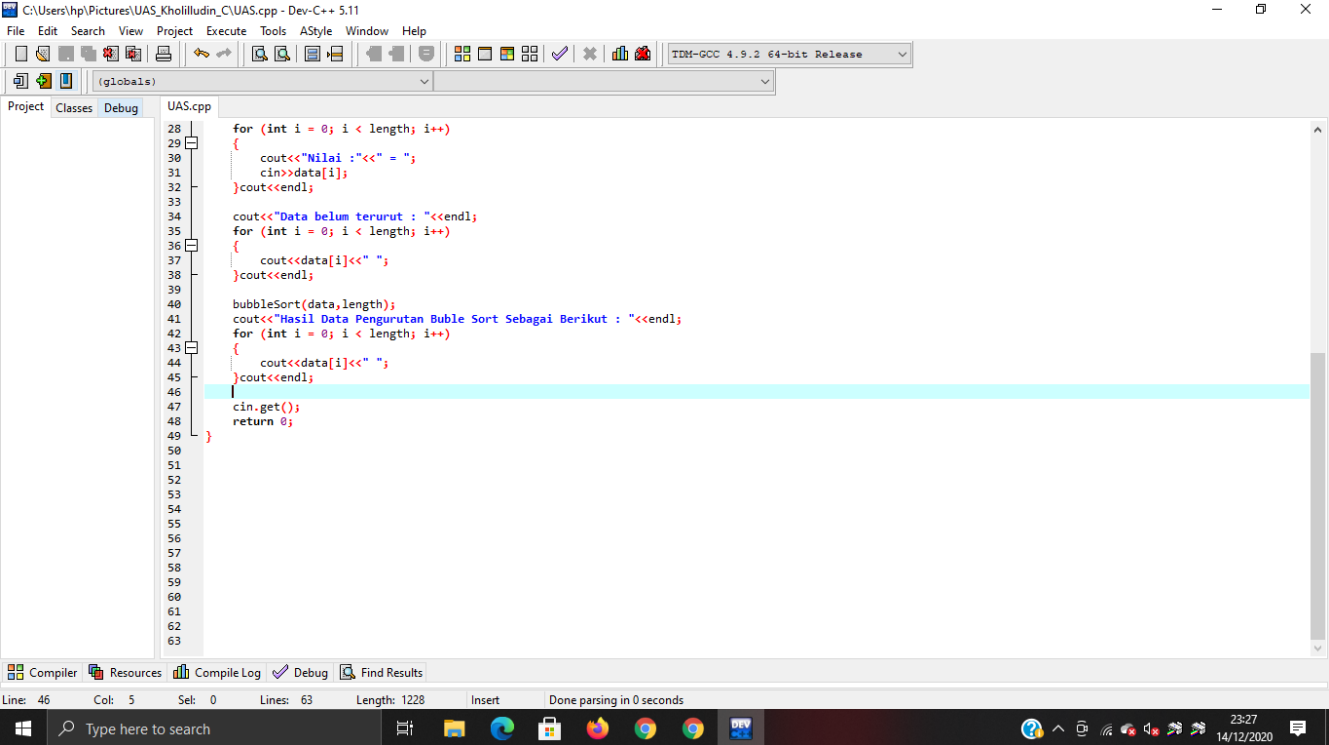 C:\Users\hp\Pictures\UAS_Kholilludin_C\UAS.cpp - Dev-C++ 5.11
File Edit Search View Project Execute Tools AStyle Window Help
TDM-GCC 4.9.2 64-bit Release
(globals)
Project Classes Debug UAS.cpp
28 for (int i = 0; i < length; i++)
29 {
30 cout<<"Nilai :"<<" = ";
31 cin>>data[i];
32 }cout<<endl;
33
34 cout<<"Data belum terurut : "<<endl;
35 for (int i = 0; i < length; i++)
36 {
37 cout<<data[i]<<" ";
38 }cout<<endl;
39
40 bubbleSort(data,length);
41 cout<<"Hasil Data Pengurutan Buble Sort Sebagai Berikut : "<<endl;
42 for (int i = 0; i < length; i++)
43 {
44 cout<<data[i]<<" ";
45 }cout<<endl;
46
47 cin.get();
48 return 0;
49 }
50
51
52
53
54
55
56
57
58
59
60
61
62
63
Compiler Resources Compile Log Debug Find Results
Line: 46 Col: 5 Sel: 0 Lines: 63 Length: 1228 Insert Done parsing in 0 seconds
Type here to search
DEV
23:27
14/12/2020